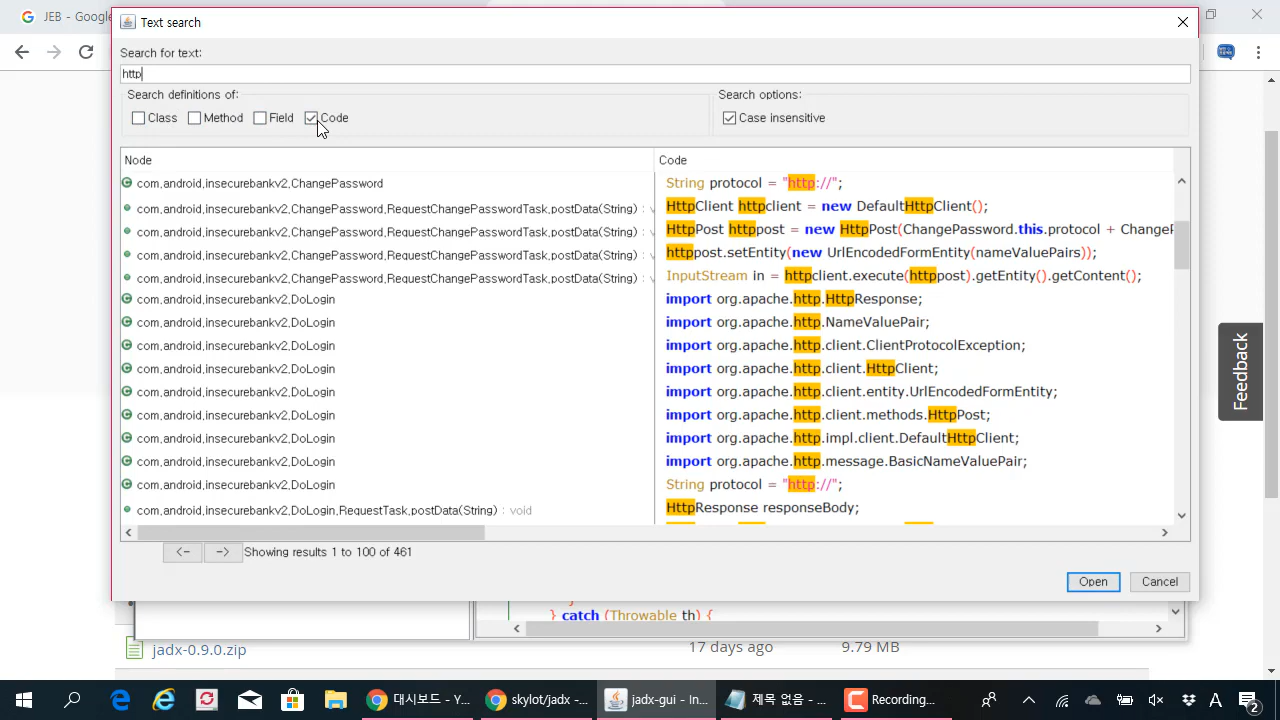 JEB - Google
Text search
Search for text:
http
Search definitions of:
Search options:
Class
Method
Field
Code
Case insensitive
Node
Code
com.android.insecurebankv2.ChangePassword
String protocol = "http://";
com.android.insecurebankv2.ChangePassword.RequestChangePasswordTask.postData(String) : v
HttpClient httpclient = new DefaultHttpClient();
com.android.insecurebankv2.ChangePassword.RequestChangePasswordTask.postData(String) : v
HttpPost httppost = new HttpPost(ChangePassword.this.protocol + ChangeP
com.android.insecurebankv2.ChangePassword.RequestChangePasswordTask.postData(String) : v
httppost.setEntity(new UrlEncodedFormEntity(nameValuePairs));
com.android.insecurebankv2.ChangePassword.RequestChangePasswordTask.postData(String) : v
InputStream in = httpclient.execute(httppost).getEntity().getContent();
com.android.insecurebankv2.DoLogin
import org.apache.http.HttpResponse;
com.android.insecurebankv2.DoLogin
import org.apache.http.NameValuePair;
com.android.insecurebankv2.DoLogin
import org.apache.http.client.ClientProtocolException;
com.android.insecurebankv2.DoLogin
import org.apache.http.client.HttpClient;
com.android.insecurebankv2.DoLogin
import org.apache.http.client.entity.UrlEncodedFormEntity;
com.android.insecurebankv2.DoLogin
import org.apache.http.client.methods.HttpPost;
com.android.insecurebankv2.DoLogin
import org.apache.http.impl.client.DefaultHttpClient;
com.android.insecurebankv2.DoLogin
import org.apache.http.message.BasicNameValuePair;
com.android.insecurebankv2.DoLogin
String protocol = "http://";
com.android.insecurebankv2.DoLogin.RequestTask.postData(String) : void
HttpResponse responseBody;
<- -> Showing results 1 to 100 of 461
Open
Cancel
Feedback
} catch (Throwable th) {
jadx-0.9.0.zip
17 days ago
9.79 MB
대시보드 - Y...
skylot/jadx -...
jadx-gui - In...
제목 없음 - ...
Recording...
A
2